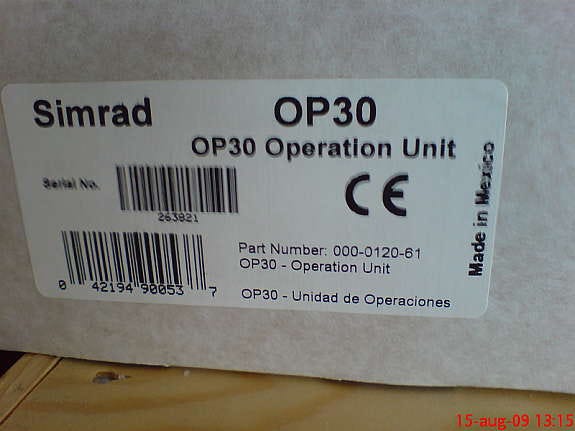 Simrad OP30
OP30 Operation Unit
Serial No.
263821
Made in Mexico
Part Number: 000-0120-61
OP30 - Operation Unit
0 42194 90053 7
OP30 - Unidad de Operaciones
15-aug-09 13:15